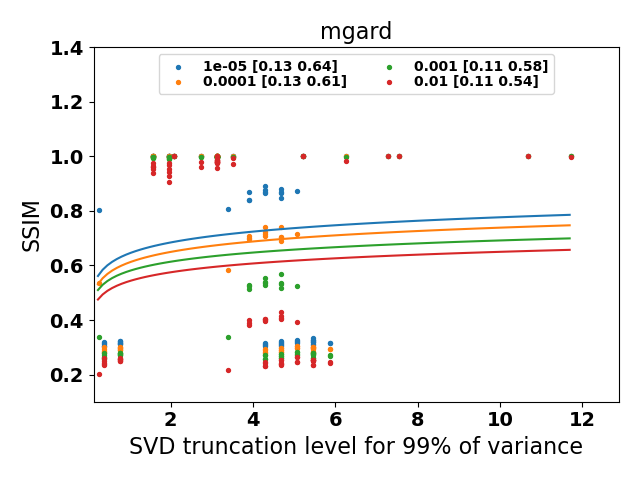 mgard
1e-05 [0.13 0.64]
0.0001 [0.13 0.61]
0.001 [0.11 0.58]
0.01 [0.11 0.54]
SSIM
1.4
1.2
1.0
0.8
0.6
0.4
0.2
2 4 6 8 10 12
SVD truncation level for 99% of variance